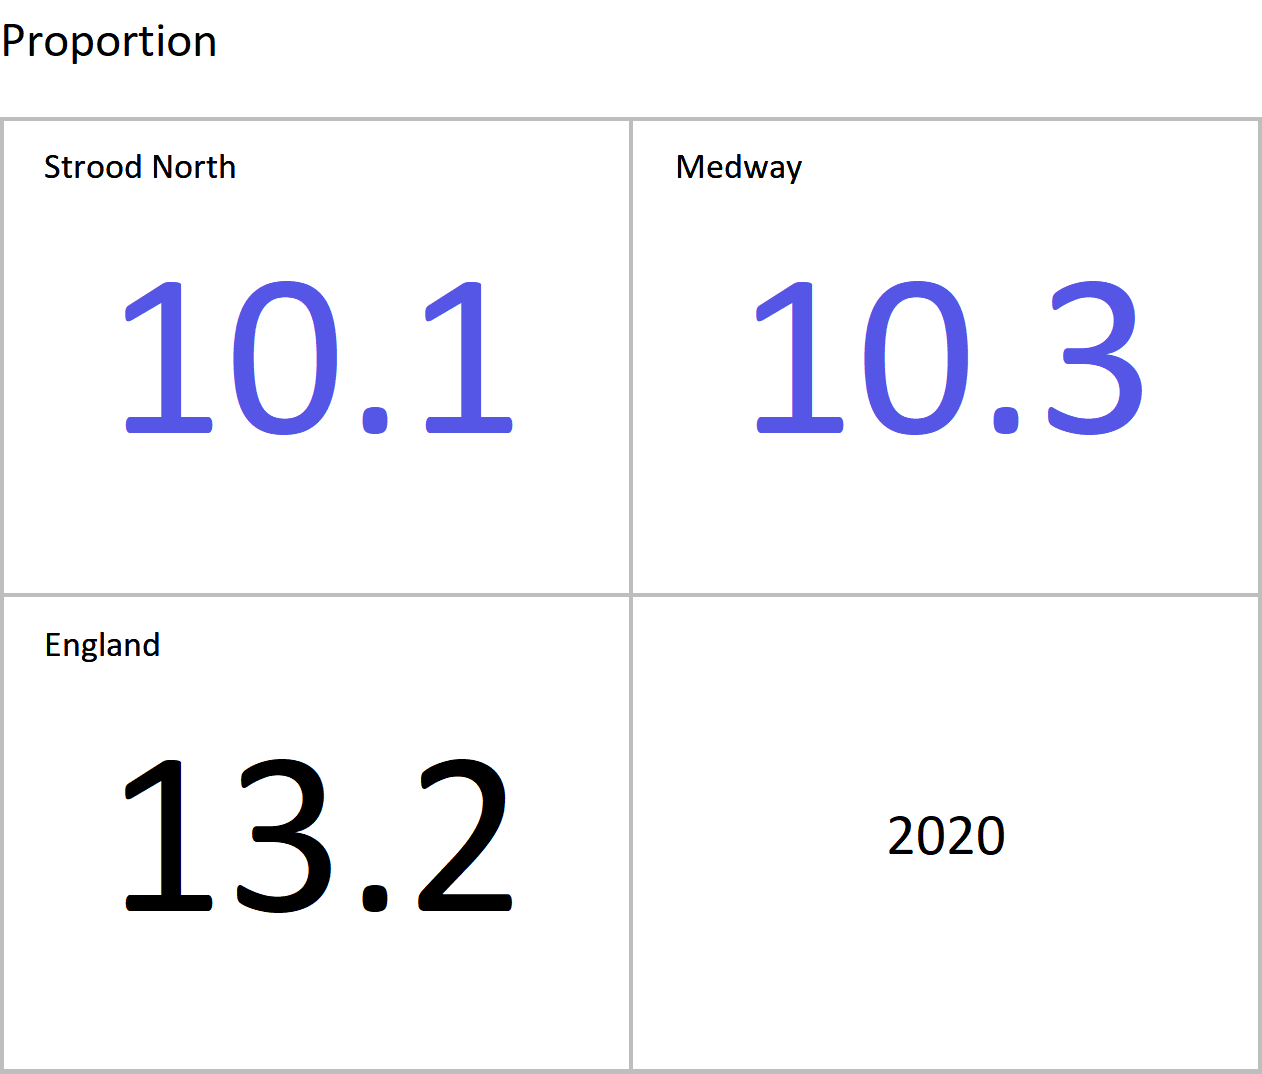 Proportion
Strood North
Medway
10.1
10.3
England
13.2
2020